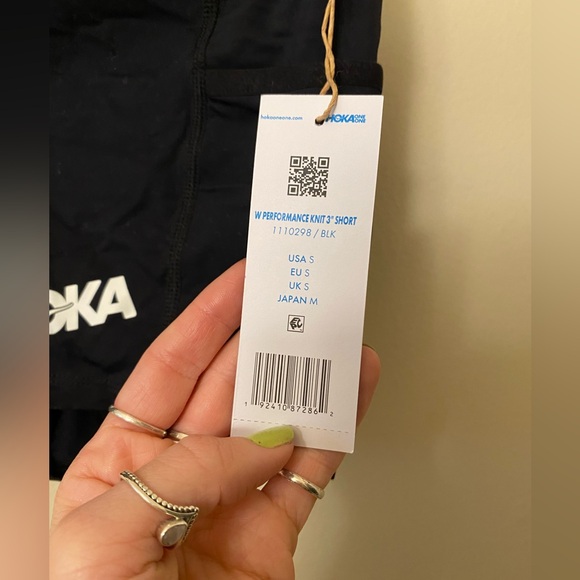 hokaoneone.com HOKA ONE ONE
W PERFORMANCE KNIT 3" SHORT
1110298 / BLK
USA S
EU S
UK S
JAPAN M
OKA
1 92410 87286 2